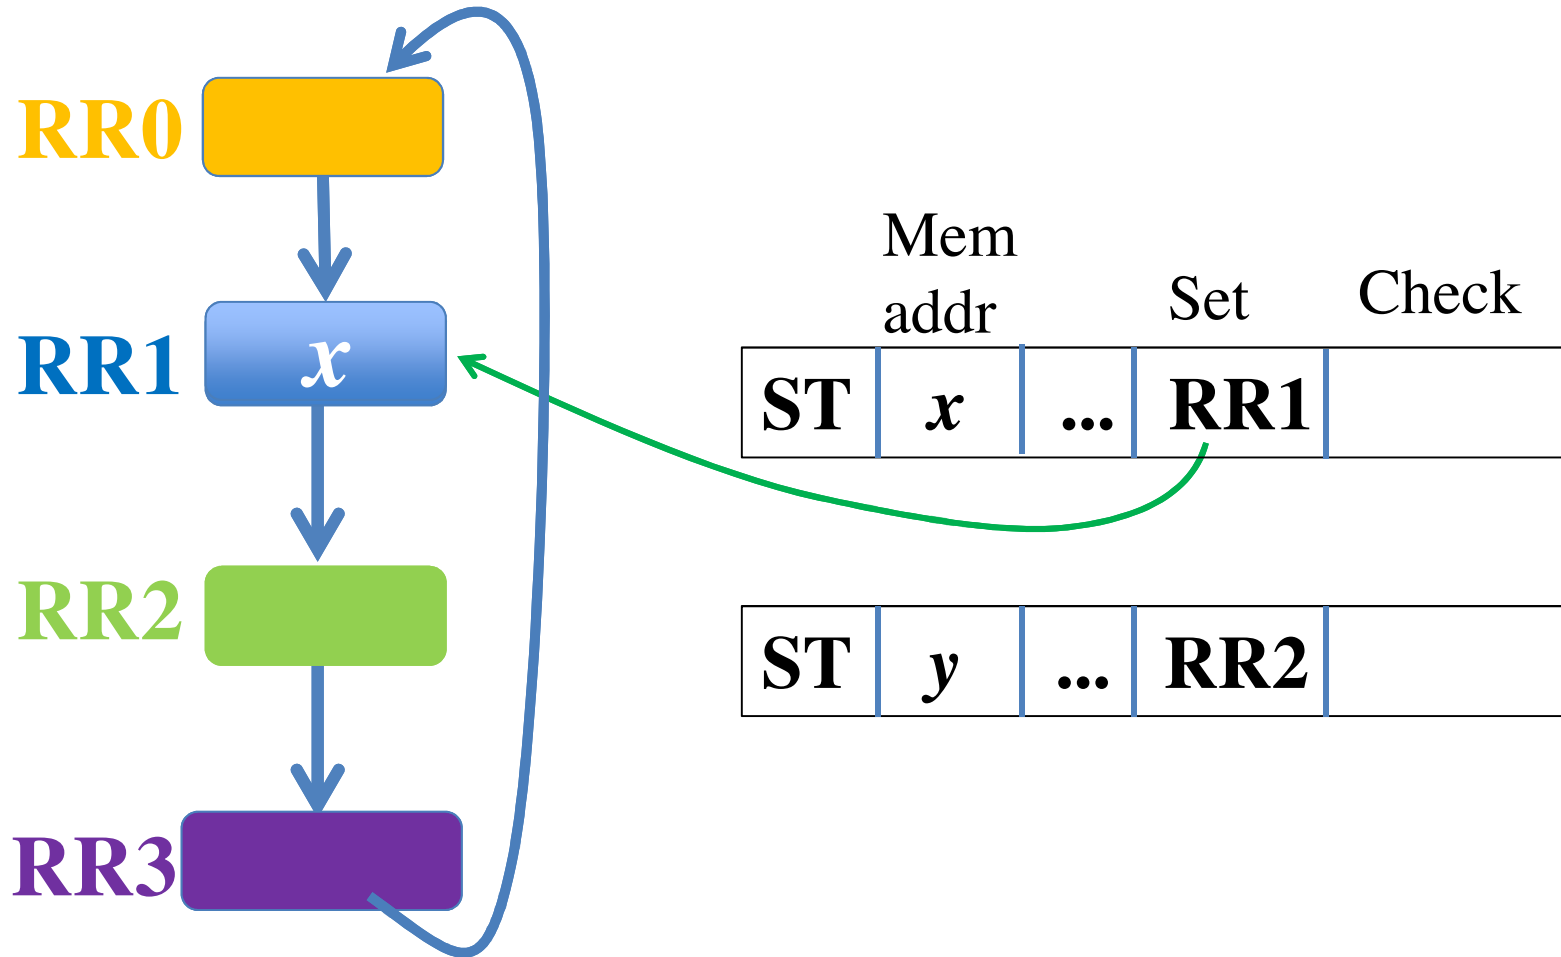 RR0
RR1
x
RR2
RR3
Mem
addr
Set
Check
ST x ... RR1
ST y ... RR2